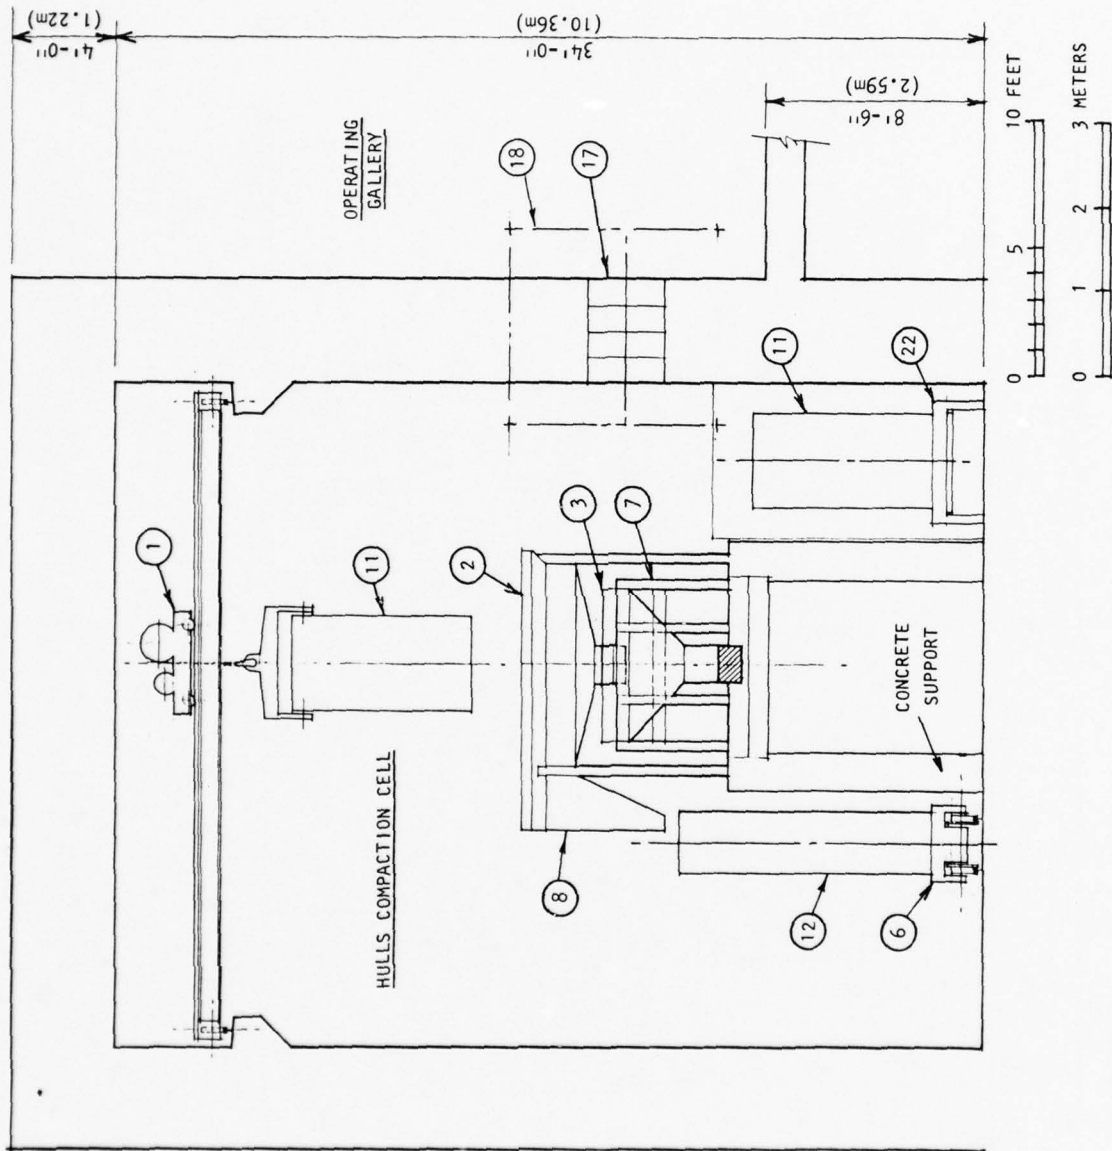 4'-0"
(1.22m)
34'-0"
(10.36m)
8'-6"
(2.59m)
OPERATING
GALLERY
18
17
1
11
2
3
7
11
22
HULLS COMPACTION CELL
8
12
6
CONCRETE
SUPPORT
0 5 10 FEET
0 1 2 3 METERS